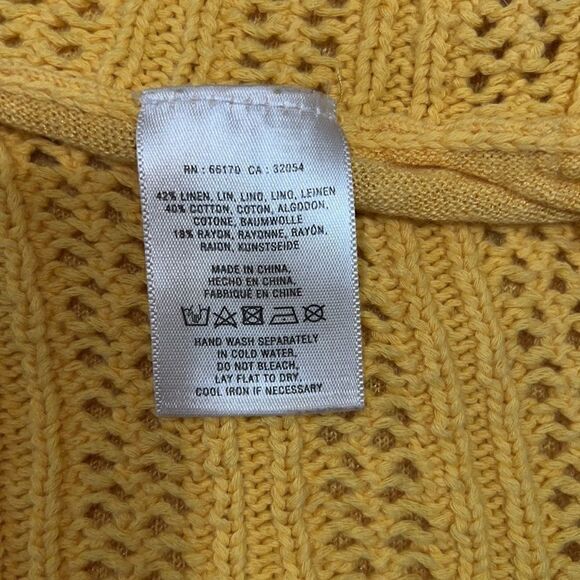 RN : 66170 CA : 32054
42% LINEN, LIN, LINO, LINO, LEINEN
40% COTTON, COTON, ALGODON,
COTONE, BAUMWOLLE
18% RAYON, RAYONNE, RAYÓN,
RAION, KUNSTSEIDE
MADE IN CHINA,
HECHO EN CHINA,
FABRIQUÉ EN CHINE
HAND WASH SEPARATELY
IN COLD WATER,
DO NOT BLEACH,
LAY FLAT TO DRY,
COOL IRON IF NECESSARY